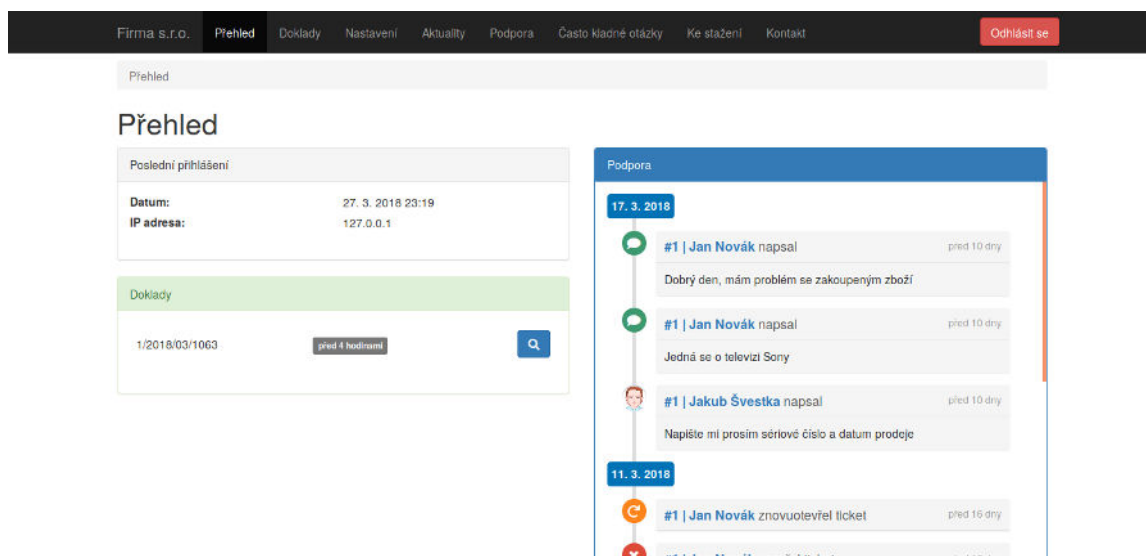 Firma s.r.o. Přehled Doklady Nastavení Aktuality Podpora Často kladné otázky Ke stažení Kontakt Odhlásit se
Přehled
Přehled
Poslední přihlášení
Datum: 27. 3. 2018 23:19
IP adresa: 127.0.0.1
Doklady
1/2018/03/1063 před 4 hodinami
Podpora
17. 3. 2018
#1 | Jan Novák napsal před 10 dny
Dobrý den, mám problém se zakoupeným zboží
#1 | Jan Novák napsal před 10 dny
Jedná se o televizi Sony
#1 | Jakub Švestka napsal před 10 dny
Napište mi prosím sériové číslo a datum prodeje
11. 3. 2018
#1 | Jan Novák znovuotevřel ticket před 16 dny